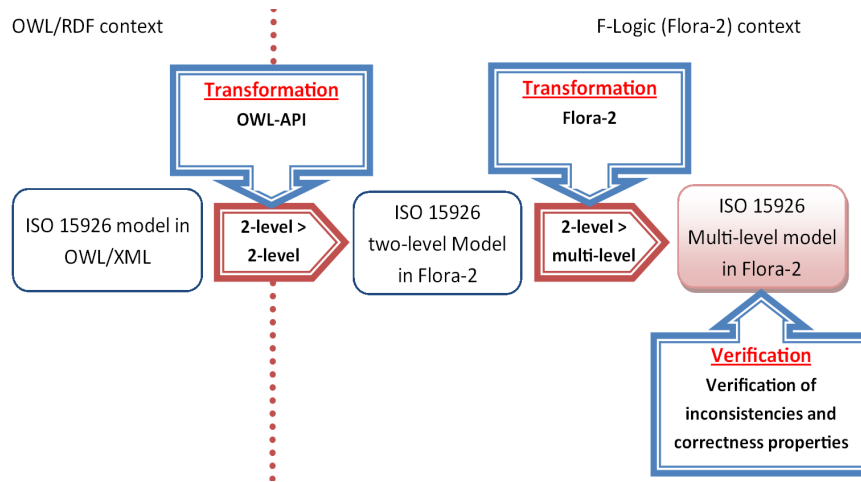 OWL/RDF context
F-Logic (Flora-2) context
Transformation
OWL-API
Transformation
Flora-2
ISO 15926 model in
OWL/XML
2-level >
2-level
ISO 15926
two-level Model
in Flora-2
2-level >
multi-level
ISO 15926
Multi-level model
in Flora-2
Verification
Verification of
inconsistencies and
correctness properties